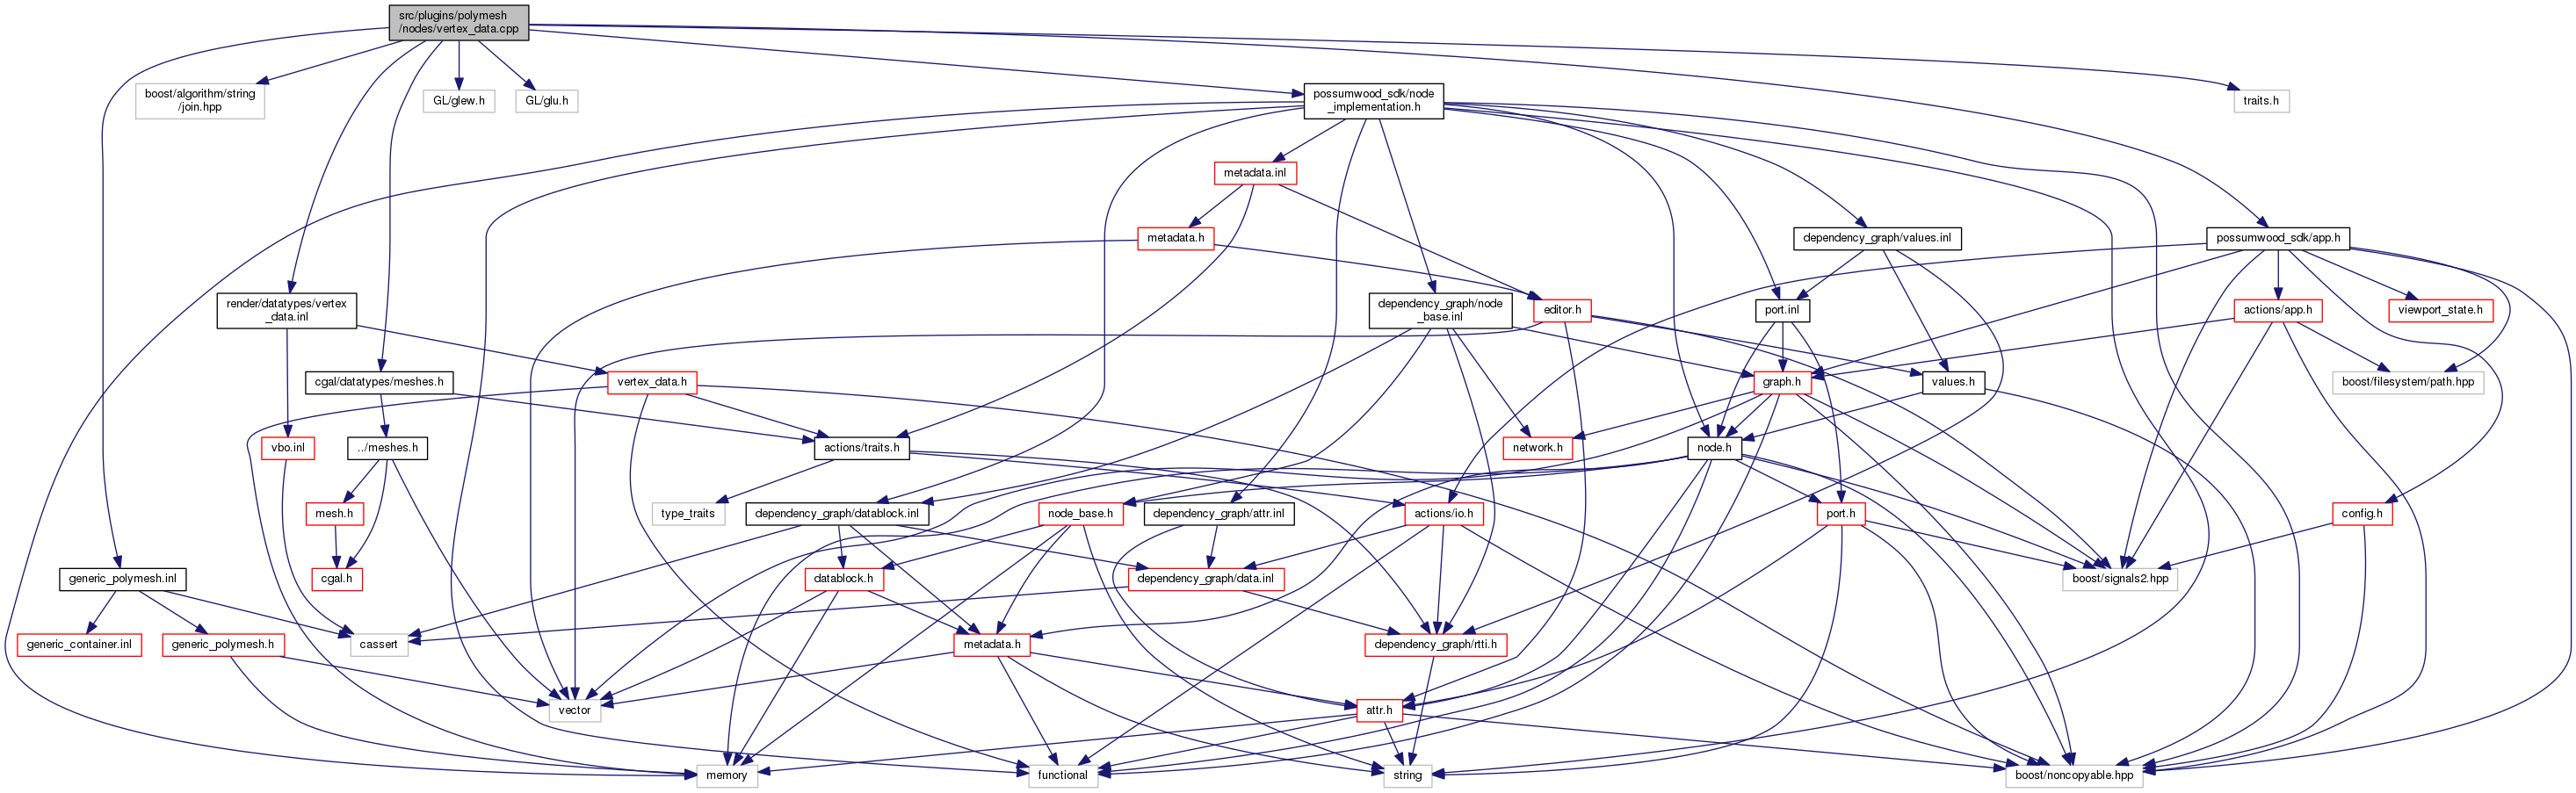 src/plugins/polymesh
/nodes/vertex_data.cpp
boost/algorithm/string
/join.hpp
GL/glew.h
GL/glu.h
possumwood_sdk/node
_implementation.h
traits.h
metadata.inl
metadata.h
dependency_graph/values.inl
possumwood_sdk/app.h
render/datatypes/vertex
_data.inl
dependency_graph/node
_base.inl
editor.h
port.inl
actions/app.h
viewport_state.h
cgal/datatypes/meshes.h
vertex_data.h
graph.h
values.h
boost/filesystem/path.hpp
vbo.inl
../meshes.h
actions/traits.h
network.h
node.h
mesh.h
type_traits
dependency_graph/datablock.inl
node_base.h
dependency_graph/attr.inl
actions/io.h
port.h
config.h
generic_polymesh.inl
cgal.h
datablock.h
dependency_graph/data.inl
boost/signals2.hpp
generic_container.inl
generic_polymesh.h
cassert
metadata.h
dependency_graph/rtti.h
vector
attr.h
memory
functional
string
boost/noncopyable.hpp